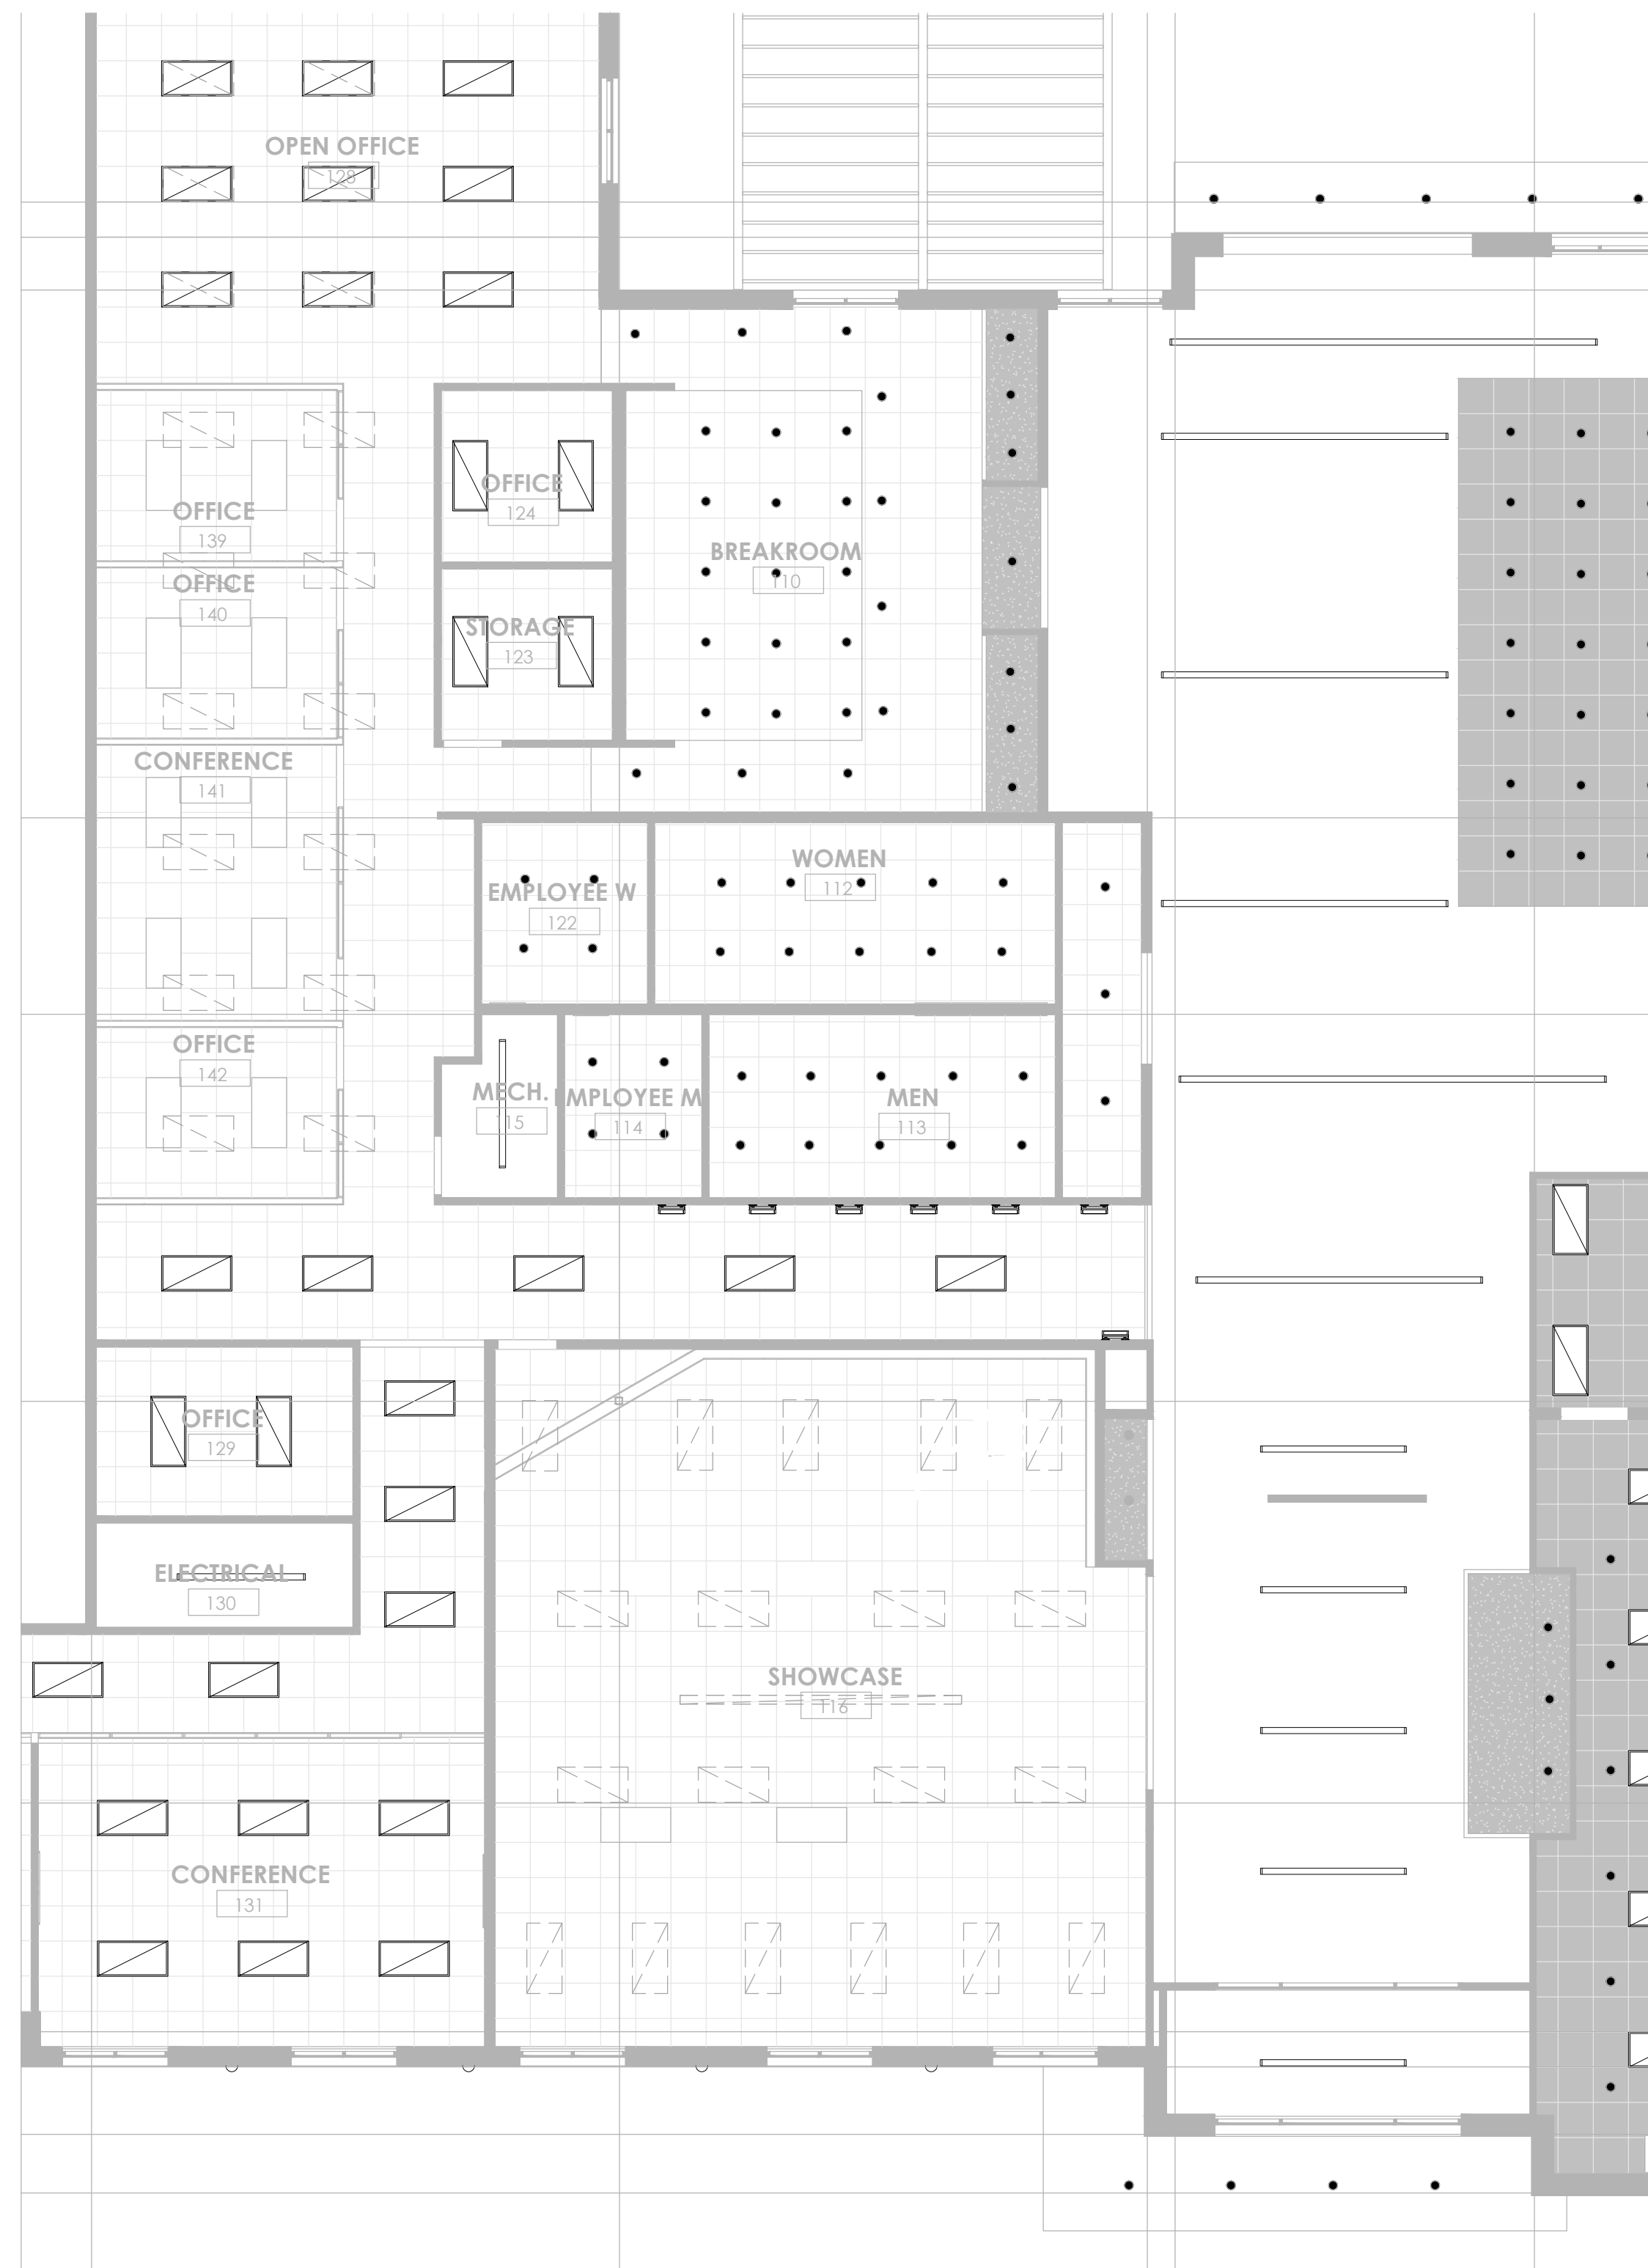 OPEN OFFICE
128
OFFICE
139
OFFICE
124
BREAKROOM
110
OFFICE
140
STORAGE
123
CONFERENCE
141
WOMEN
112
EMPLOYEE W
122
OFFICE
142
MECH.
115
MPLOYEE M
114
MEN
113
OFFICE
129
ELECTRICAL
130
SHOWCASE
116
CONFERENCE
131